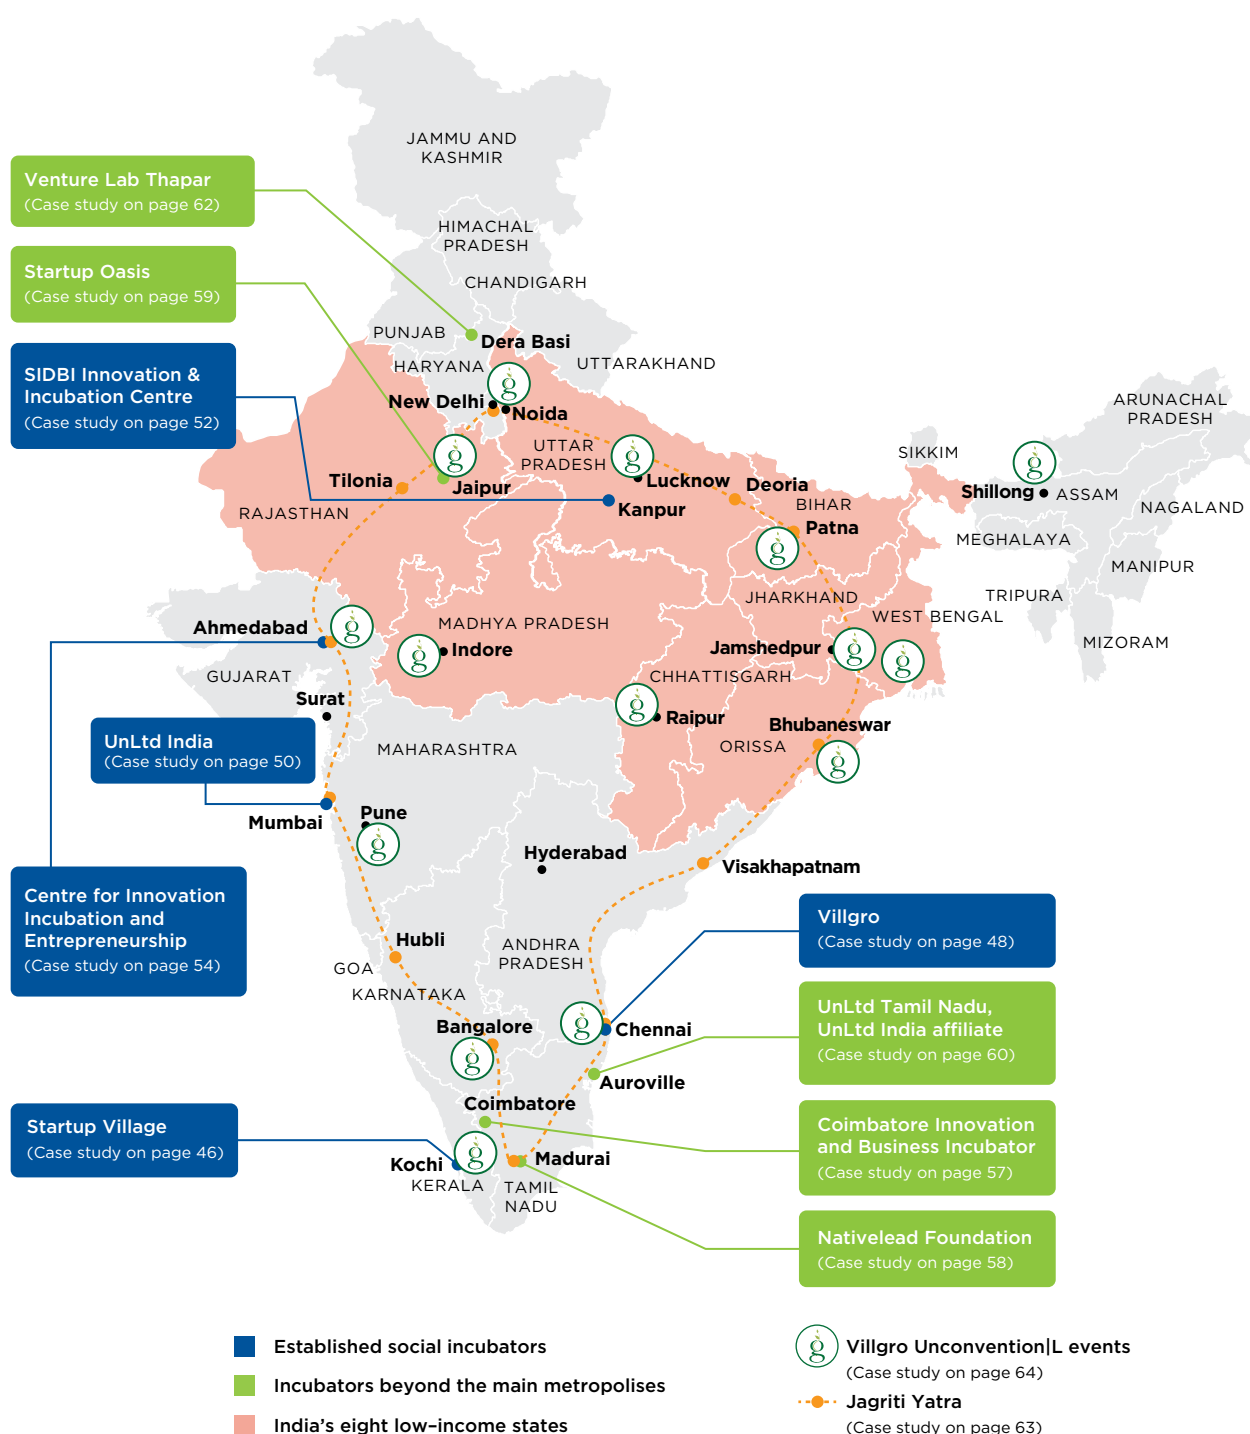 JAMMU AND
KASHMIR
Venture Lab Thapar
(Case study on page 62)
HIMACHAL
PRADESH
Startup Oasis
(Case study on page 59)
CHANDIGARH
PUNJAB
Dera Basi
HARYANA
UTTARAKHAND
SIDBI Innovation &
Incubation Centre
(Case study on page 52)
g
New Delhi
Noida
ARUNACHAL
PRADESH
UTTAR
PRADESH
g
g
SIKKIM
g
Tilonia
Jaipur
Lucknow
Deoria
Shillong
ASSAM
RAJASTHAN
Kanpur
BIHAR
Patna
NAGALAND
MEGHALAYA
g
MANIPUR
JHARKHAND
TRIPURA
Ahmedabad
g
MADHYA PRADESH
WEST BENGAL
MIZORAM
g
Indore
Jamshedpur
g
g
GUJARAT
CHHATTISGARH
Surat
g
Raipur
Bhubaneswar
UnLtd India
(Case study on page 50)
MAHARASHTRA
ORISSA
g
Mumbai
Pune
g
Hyderabad
Visakhapatnam
Centre for Innovation
Incubation and
Entrepreneurship
(Case study on page 54)
Villgro
(Case study on page 48)
Hubli
GOA
KARNATAKA
ANDHRA
PRADESH
UnLtd Tamil Nadu,
UnLtd India affiliate
(Case study on page 60)
Bangalore
g
g
Chennai
Auroville
Coimbatore
Coimbatore Innovation
and Business Incubator
(Case study on page 57)
Startup Village
(Case study on page 46)
g
Kochi
KERALA
Madurai
TAMIL
NADU
Nativelead Foundation
(Case study on page 58)
Established social incubators
Incubators beyond the main metropolises
India's eight low–income states
g
Villgro Unconvention|L events
(Case study on page 64)
Jagriti Yatra
(Case study on page 63)